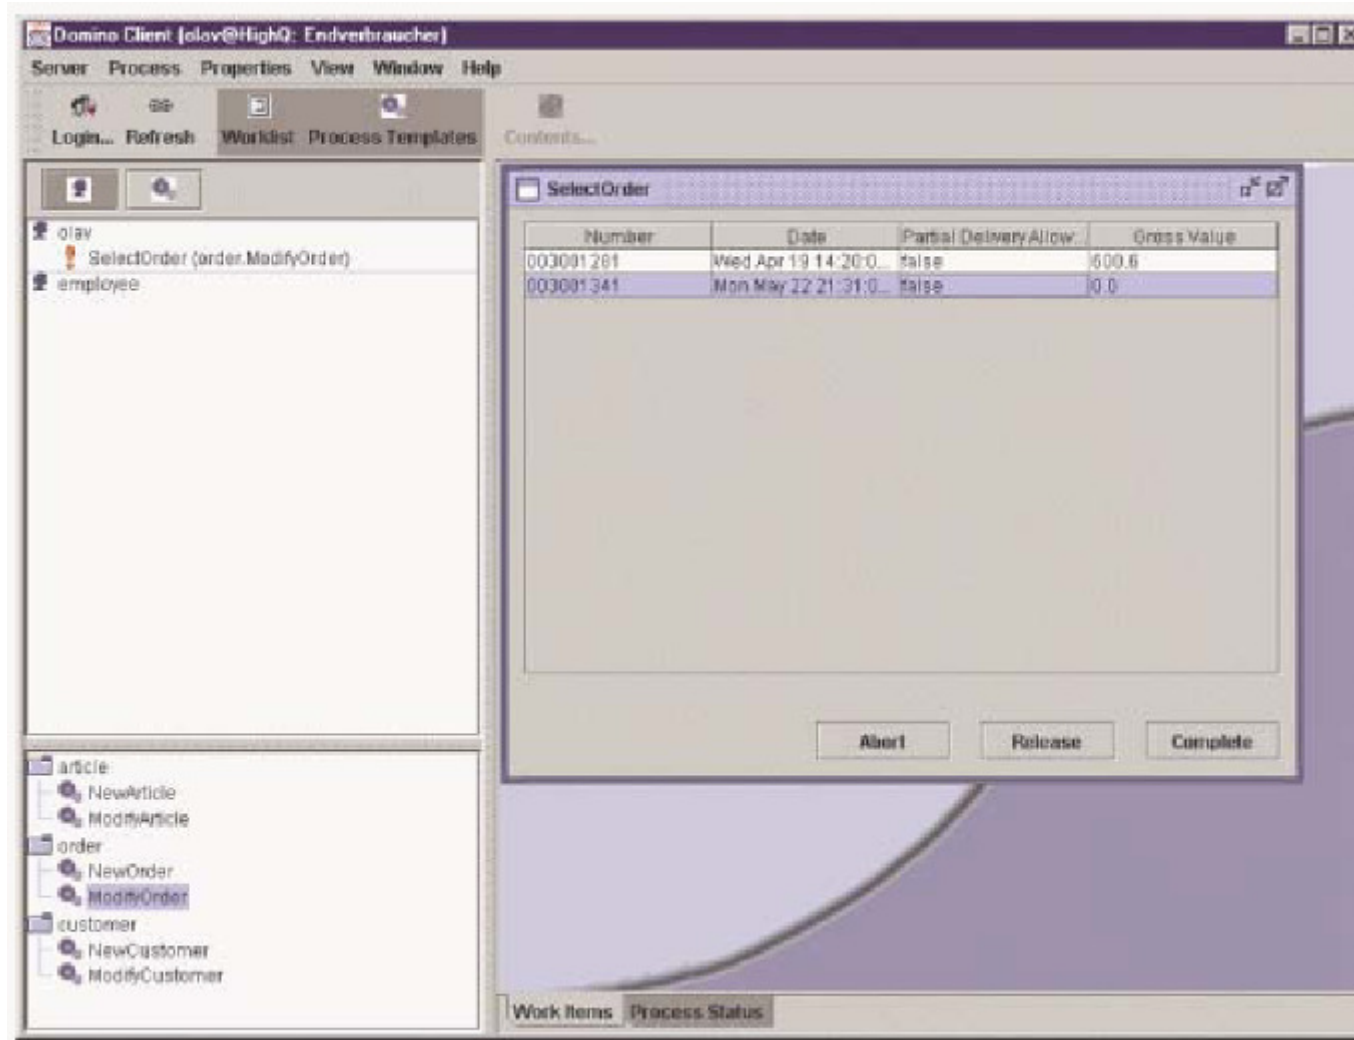 Domino Client (olav@HighQ: Endverbraucher)
Server Process Properties View Window Help
Login... Refresh Worklist Process Templates Contents...
SelectOrder
olav
SelectOrder (order.ModifyOrder)
employee
Number Date Partial Delivery Allow... Gross Value
003001281 Wed Apr 19 14:20:0... false 600.6
003001341 Mon May 22 21:31:0... false 0.0
Abort Release Complete
article
NewArticle
ModifyArticle
order
NewOrder
ModifyOrder
customer
NewCustomer
ModifyCustomer
Work Items Process Status